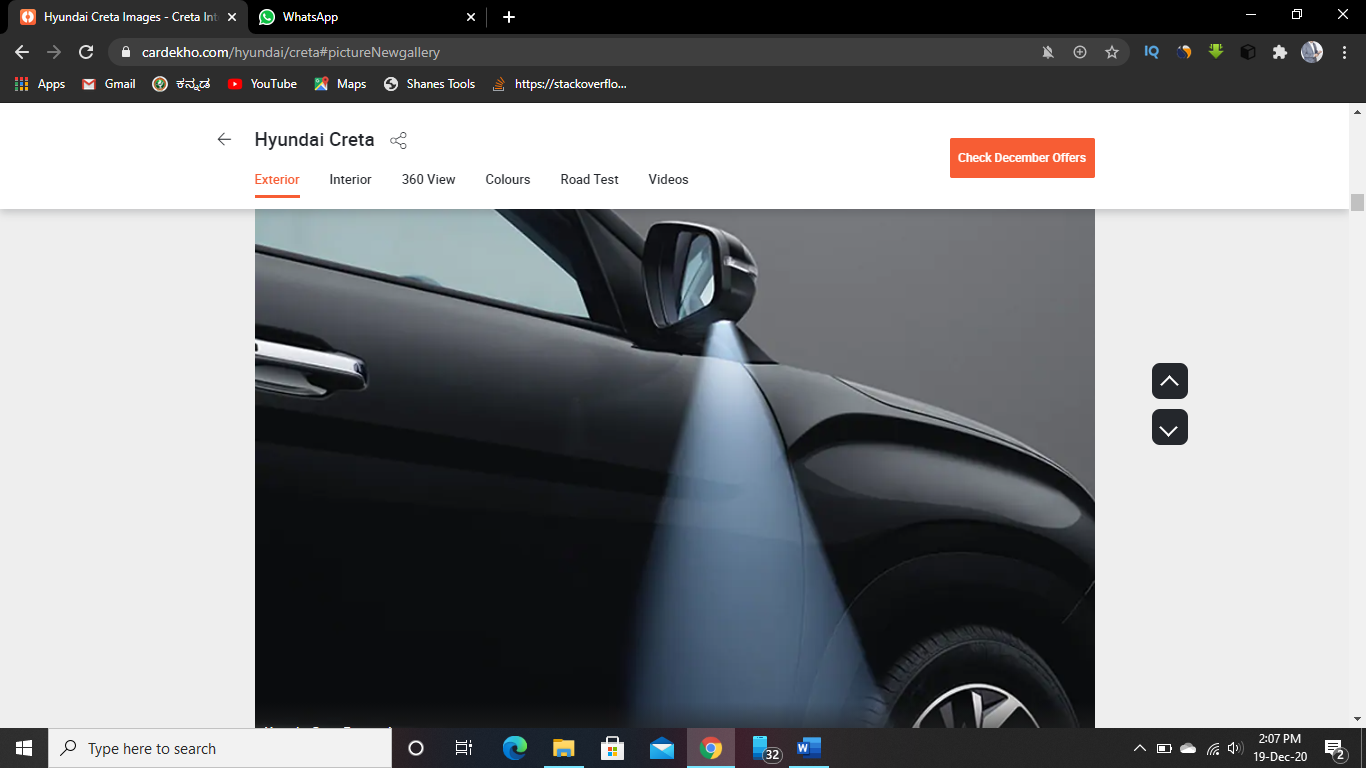 Hyundai Creta Images - Creta Int
WhatsApp
cardekho.com/hyundai/creta#pictureNewgallery
IQ
Apps
Gmail
ಕನ್ನಡ
YouTube
Maps
Shanes Tools
https://stackoverflo...
Hyundai Creta
Check December Offers
Exterior
Interior
360 View
Colours
Road Test
Videos
Type here to search
32
W
2:07 PM
19-Dec-20
2